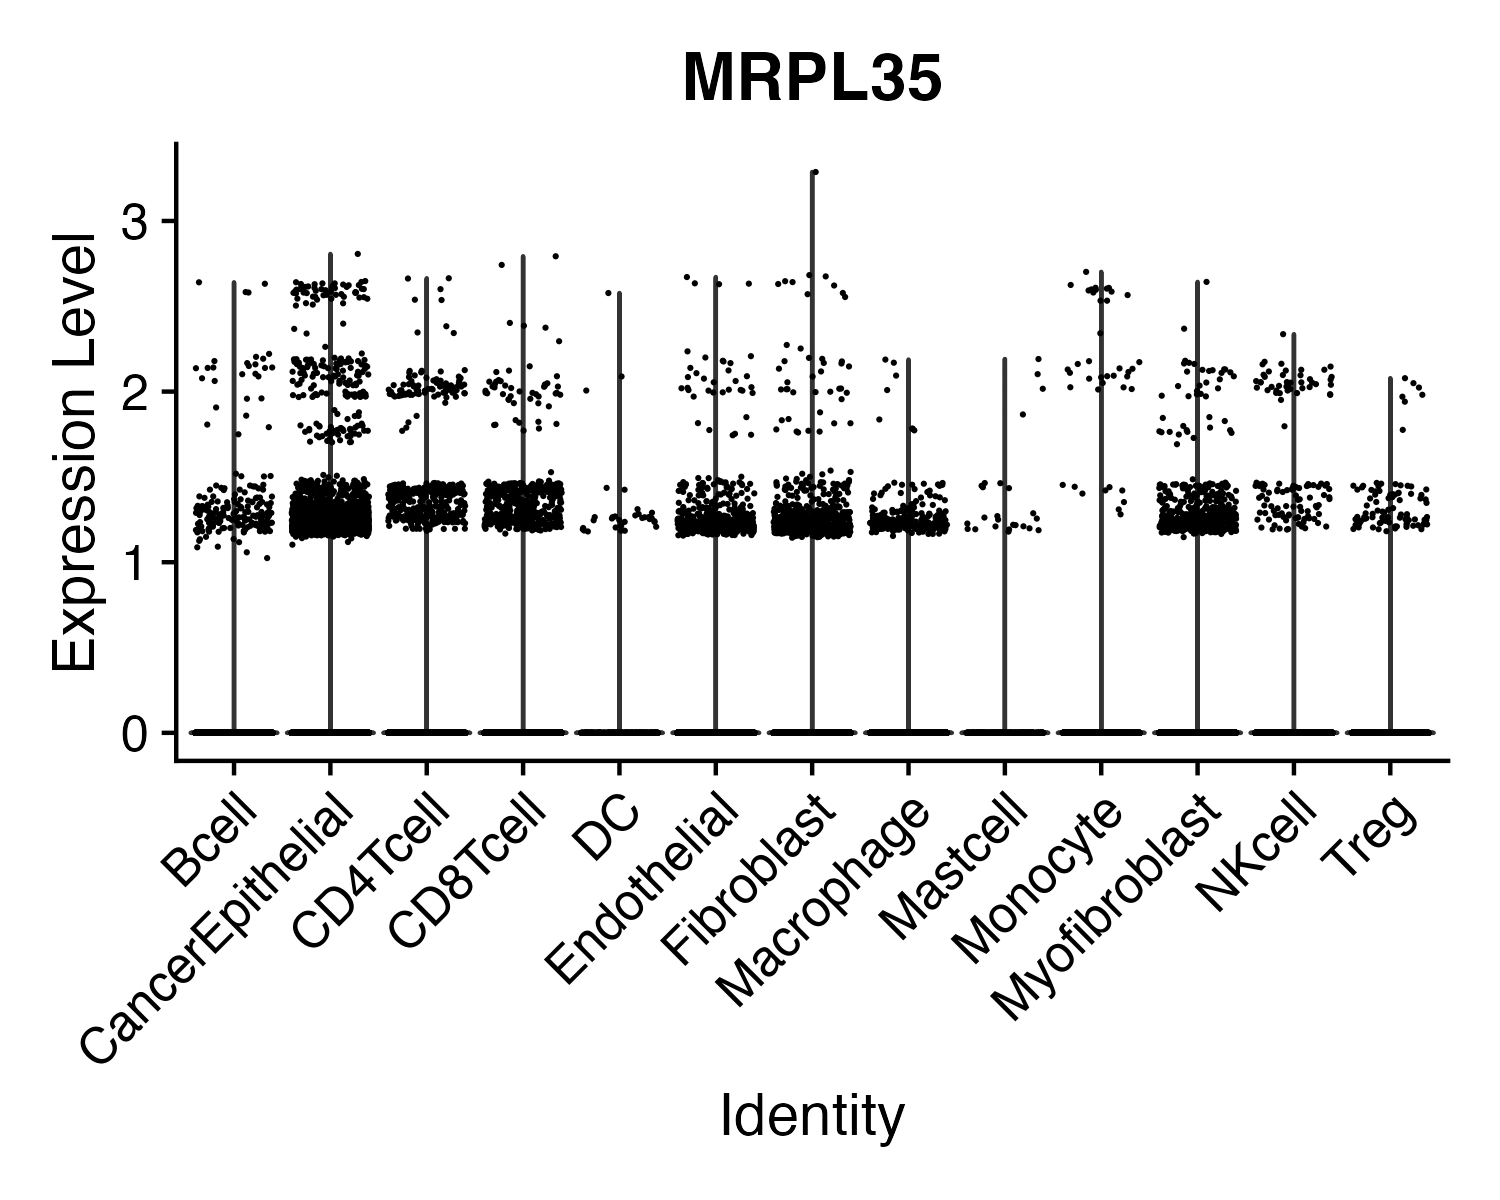 MRPL35
Expression Level
3
2
1
0
Bcell
CancerEpithelial
CD4Tcell
CD8Tcell
DC
Endothelial
Fibroblast
Macrophage
Mastcell
Monocyte
Myofibroblast
NKcell
Treg
Identity